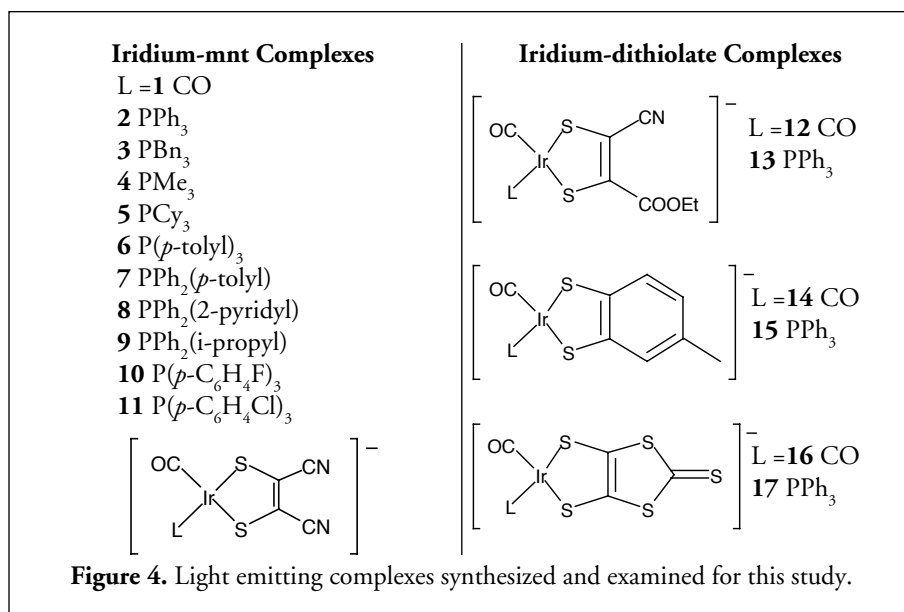 Iridium-mnt Complexes
L =1 CO
2 PPh₃
3 PBn₃
4 PMe₃
5 PCy₃
6 P(p-tolyl)₃
7 PPh₂(p-tolyl)
8 PPh₂(2-pyridyl)
9 PPh₂(i-propyl)
10 P(p-C₆H₄F)₃
11 P(p-C₆H₄Cl)₃
–
OC S CN
Ir
L S CN
Iridium-dithiolate Complexes
–
OC S CN L =12 CO
Ir 13 PPh₃
L S COOEt
–
OC S L =14 CO
Ir 15 PPh₃
L S
–
OC S S L =16 CO
Ir S 17 PPh₃
L S S
Figure 4. Light emitting complexes synthesized and examined for this study.